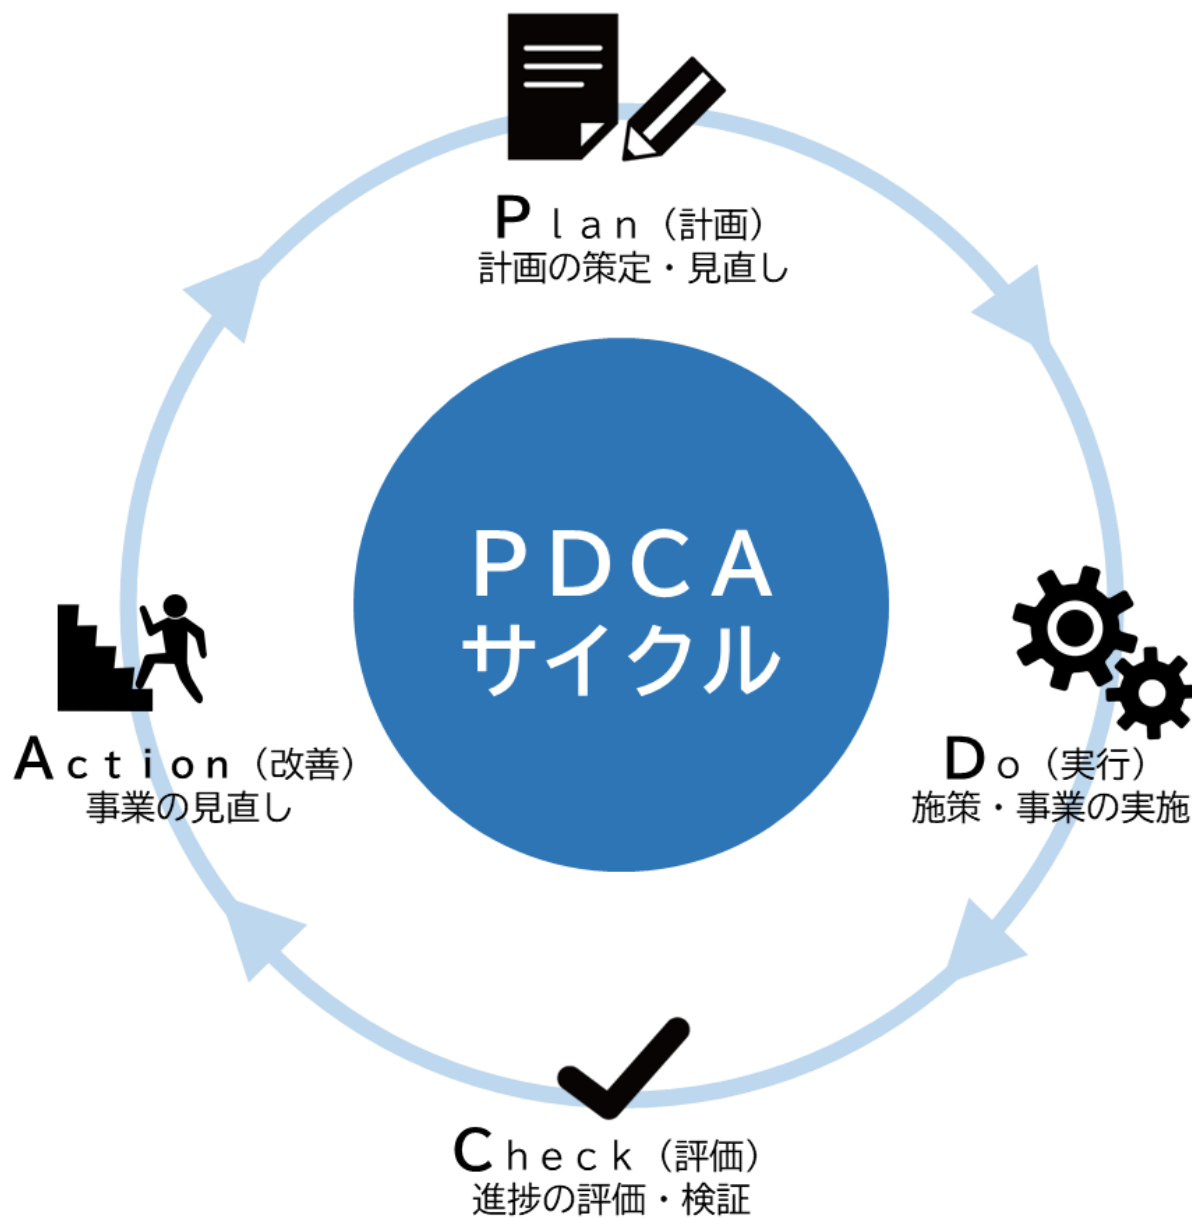 Plan（計画）
計画の策定・見直し
PDCA
サイクル
Action（改善）
事業の見直し
Do（実行）
施策・事業の実施
Check（評価）
進捗の評価・検証